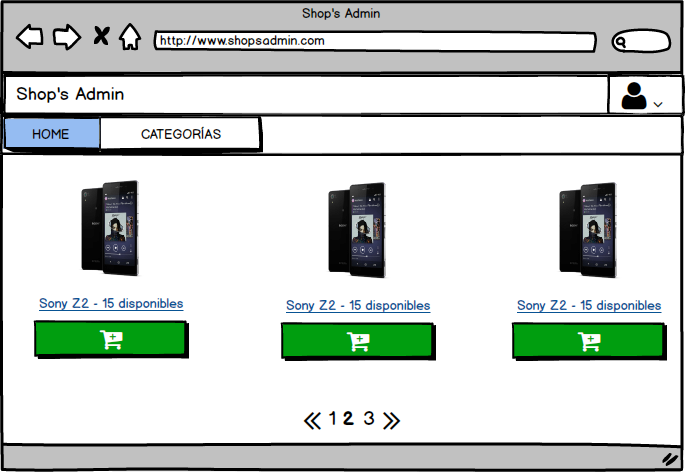 Shop's Admin
http://www.shopsadmin.com
Shop's Admin
HOME CATEGORÍAS
Sony Z2 - 15 disponibles Sony Z2 - 15 disponibles Sony Z2 - 15 disponibles
1 2 3